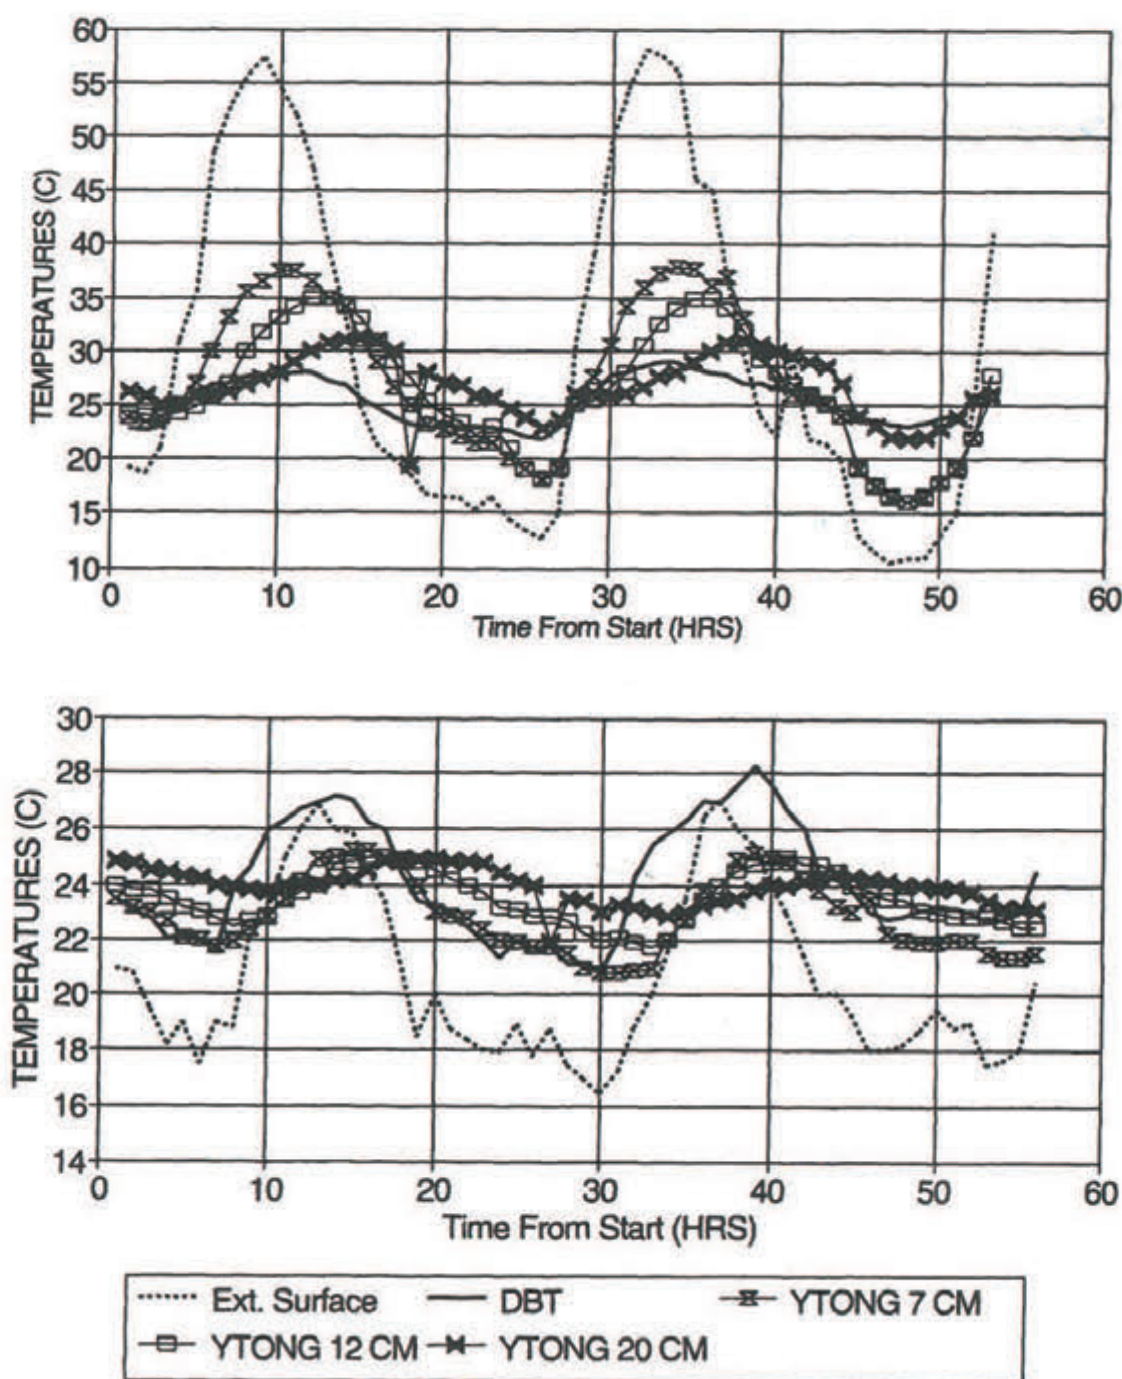 60
55
50
45
40
35
30
25
20
15
10
TEMPERATURES (C)
0 10 20 30 40 50 60
Time From Start (HRS)
30
28
26
24
22
20
18
16
14
TEMPERATURES (C)
0 10 20 30 40 50 60
Time From Start (HRS)
Ext. Surface DBT YTONG 7 CM
YTONG 12 CM YTONG 20 CM